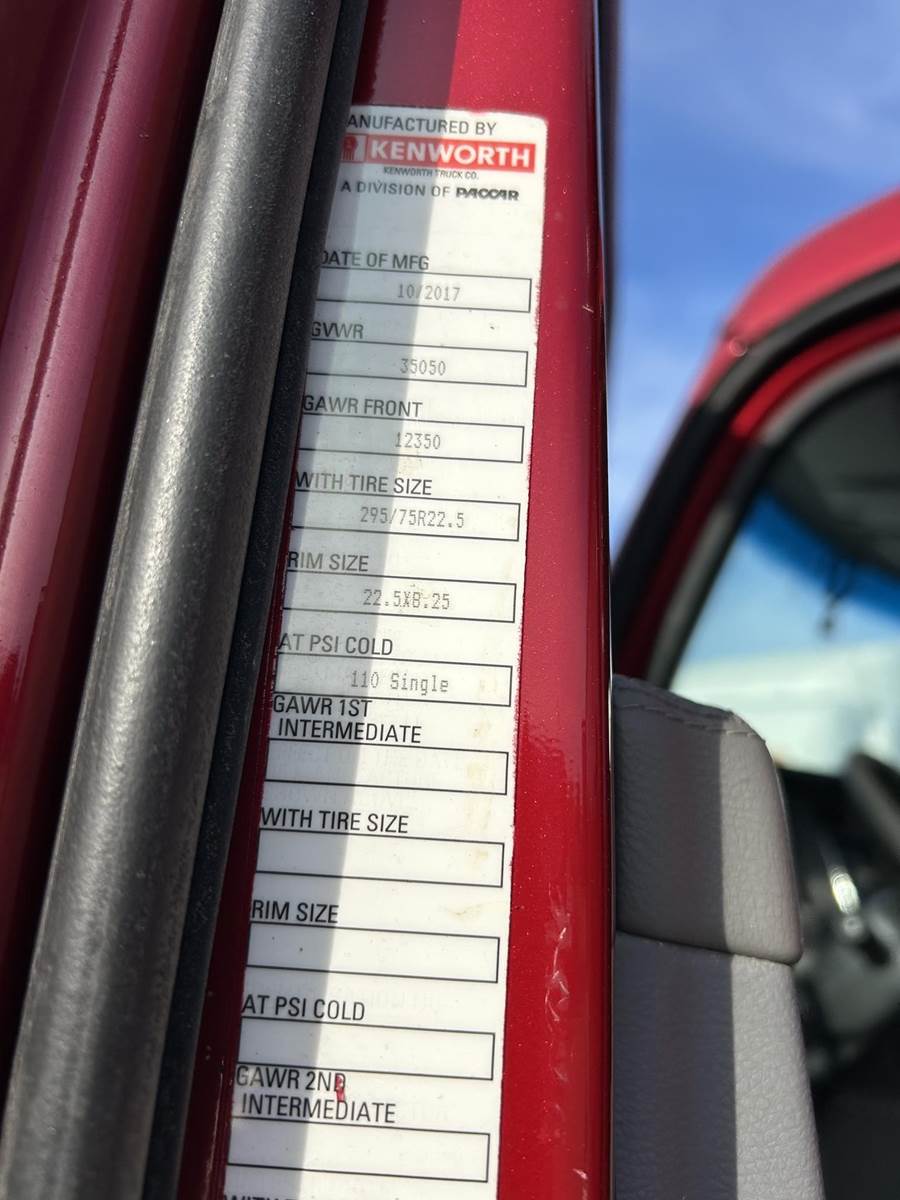 ANUFACTURED BY
KENWORTH
KENWORTH TRUCK CO.
A DIVISION OF PACCAR
DATE OF MFG
10/2017
GVWR
35050
GAWR FRONT
12350
WITH TIRE SIZE
295/75R22.5
RIM SIZE
22.5X8.25
AT PSI COLD
110 Single
GAWR 1ST
INTERMEDIATE
WITH TIRE SIZE
RIM SIZE
AT PSI COLD
GAWR 2ND
INTERMEDIATE